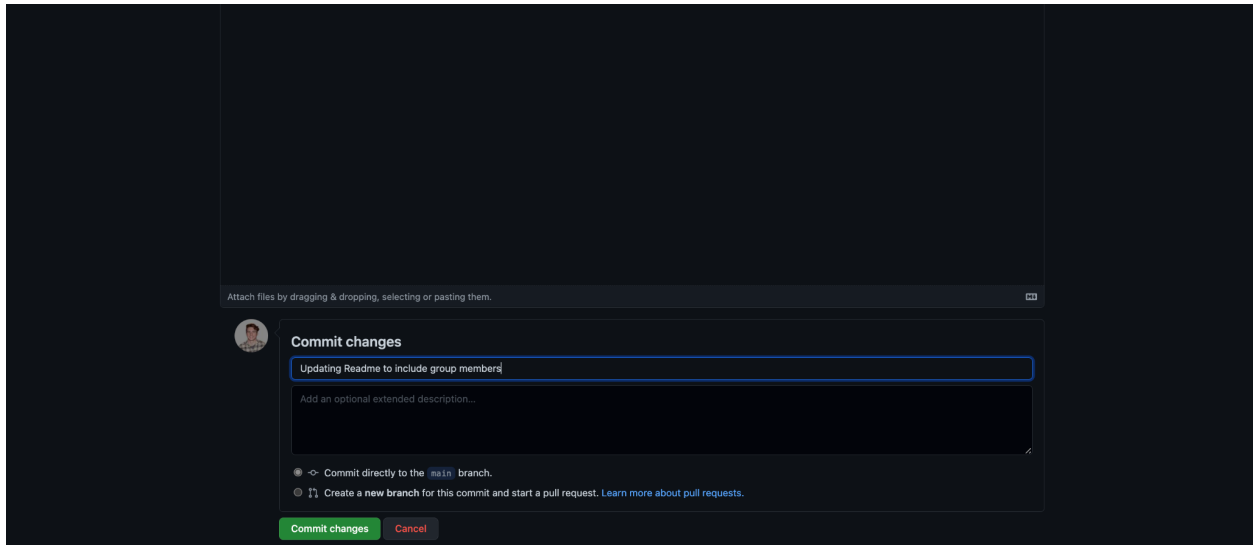 Attach files by dragging & dropping, selecting or pasting them.
Commit changes
Updating Readme to include group members
Add an optional extended description...
Commit directly to the main branch.
Create a new branch for this commit and start a pull request. Learn more about pull requests.
Commit changes Cancel